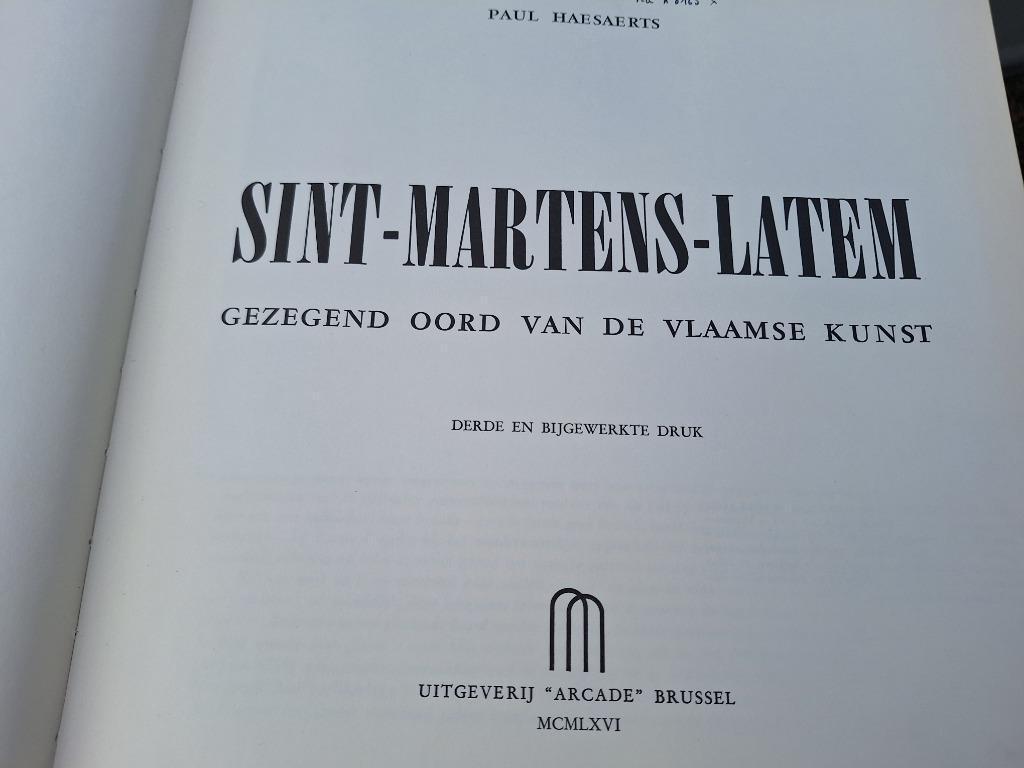 PAUL HAESAERTS
SINT-MARTENS-LATEM
GEZEGEND OORD VAN DE VLAAMSE KUNST
DERDE EN BIJGEWERKTE DRUK
UITGEVERIJ “ARCADE” BRUSSEL
MCMLXVI